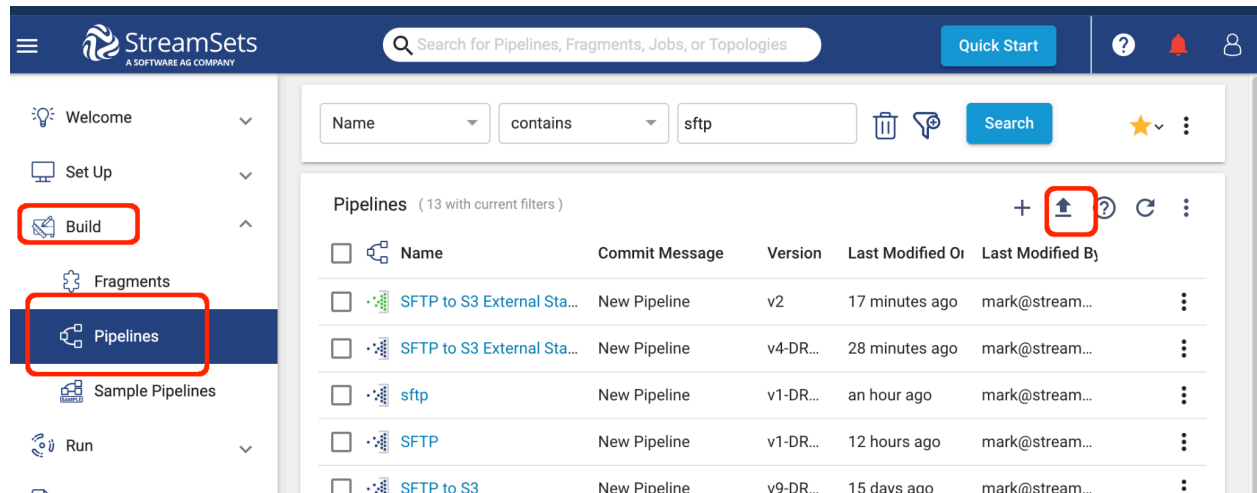 StreamSets
A SOFTWARE AG COMPANY
Search for Pipelines, Fragments, Jobs, or Topologies
Quick Start
Welcome
Set Up
Build
Fragments
Pipelines
Sample Pipelines
SAMPLE
Run
Name contains sftp Search
Pipelines ( 13 with current filters )
Name Commit Message Version Last Modified On Last Modified By
SFTP to S3 External Sta... New Pipeline v2 17 minutes ago mark@stream...
SFTP to S3 External Sta... New Pipeline v4-DR... 28 minutes ago mark@stream...
sftp New Pipeline v1-DR... an hour ago mark@stream...
SFTP New Pipeline v1-DR... 12 hours ago mark@stream...
SFTP to S3 New Pipeline v9-DR... 15 days ago mark@stream...